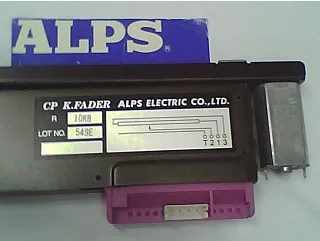 ALPS
CP K.FADER ALPS ELECTRIC CO.,LTD.
R 10KB
LOT NO. 549E
T 2 1 3